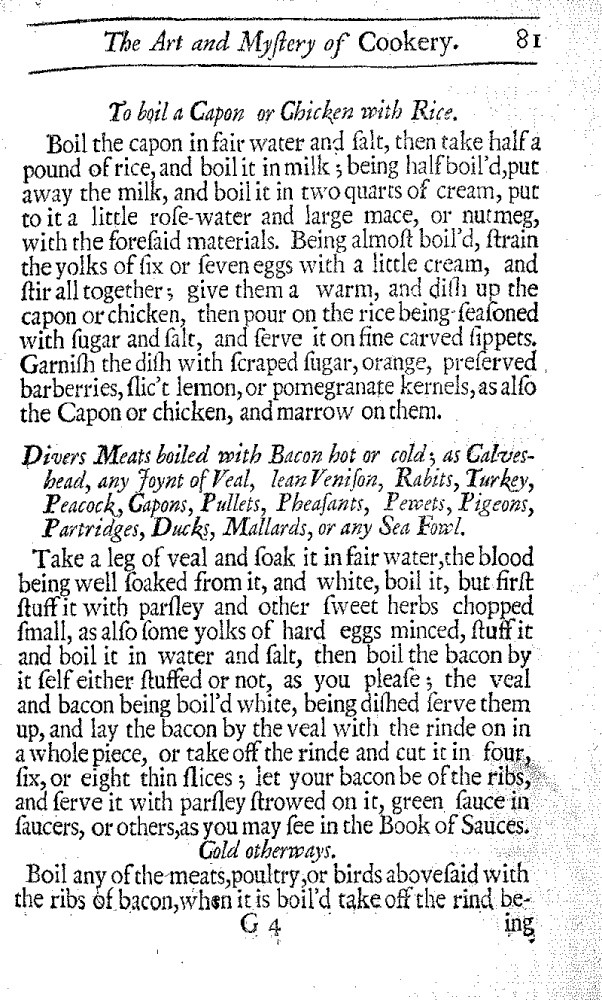 The Art and Myſtery of Cookery. 81
To boil a Capon or Chicken with Rice.
Boil the capon in fair water and ſalt, then take half a
pound of rice, and boil it in milk; being half boil'd, put
away the milk, and boil it in two quarts of cream, put
to it a little roſe-water and large mace, or nutmeg,
with the foreſaid materials. Being almoſt boil'd, ſtrain
the yolks of ſix or ſeven eggs with a little cream, and
ſtir all together; give them a warm, and diſh up the
capon or chicken, then pour on the rice being ſeaſoned
with ſugar and ſalt, and ſerve it on fine carved ſippets.
Garniſh the diſh with ſcraped ſugar, orange, preſerved
barberries, ſlic't lemon, or pomegranate kernels, as alſo
the Capon or chicken, and marrow on them.
Divers Meats boiled with Bacon hot or cold; as Calves-
head, any Joynt of Veal, lean Veniſon, Rabits, Turkey,
Peacock, Capons, Pullets, Pheaſants, Pewets, Pigeons,
Partridges, Ducks, Mallards, or any Sea Fowl.
Take a leg of veal and ſoak it in fair water, the blood
being well ſoaked from it, and white, boil it, but firſt
ſtuff it with parſley and other ſweet herbs chopped
ſmall, as alſo ſome yolks of hard eggs minced, ſtuff it
and boil it in water and ſalt, then boil the bacon by
it ſelf either ſtuffed or not, as you pleaſe; the veal
and bacon being boil'd white, being diſhed ſerve them
up, and lay the bacon by the veal with the rinde on in
a whole piece, or take off the rinde and cut it in four,
ſix, or eight thin ſlices; let your bacon be of the ribs,
and ſerve it with parſley ſtrowed on it, green ſauce in
ſaucers, or others, as you may ſee in the Book of Sauces.
Cold otherways.
Boil any of the meats, poultry, or birds aboveſaid with
the ribs of bacon, when it is boil'd take off the rind be-
G 4 ing